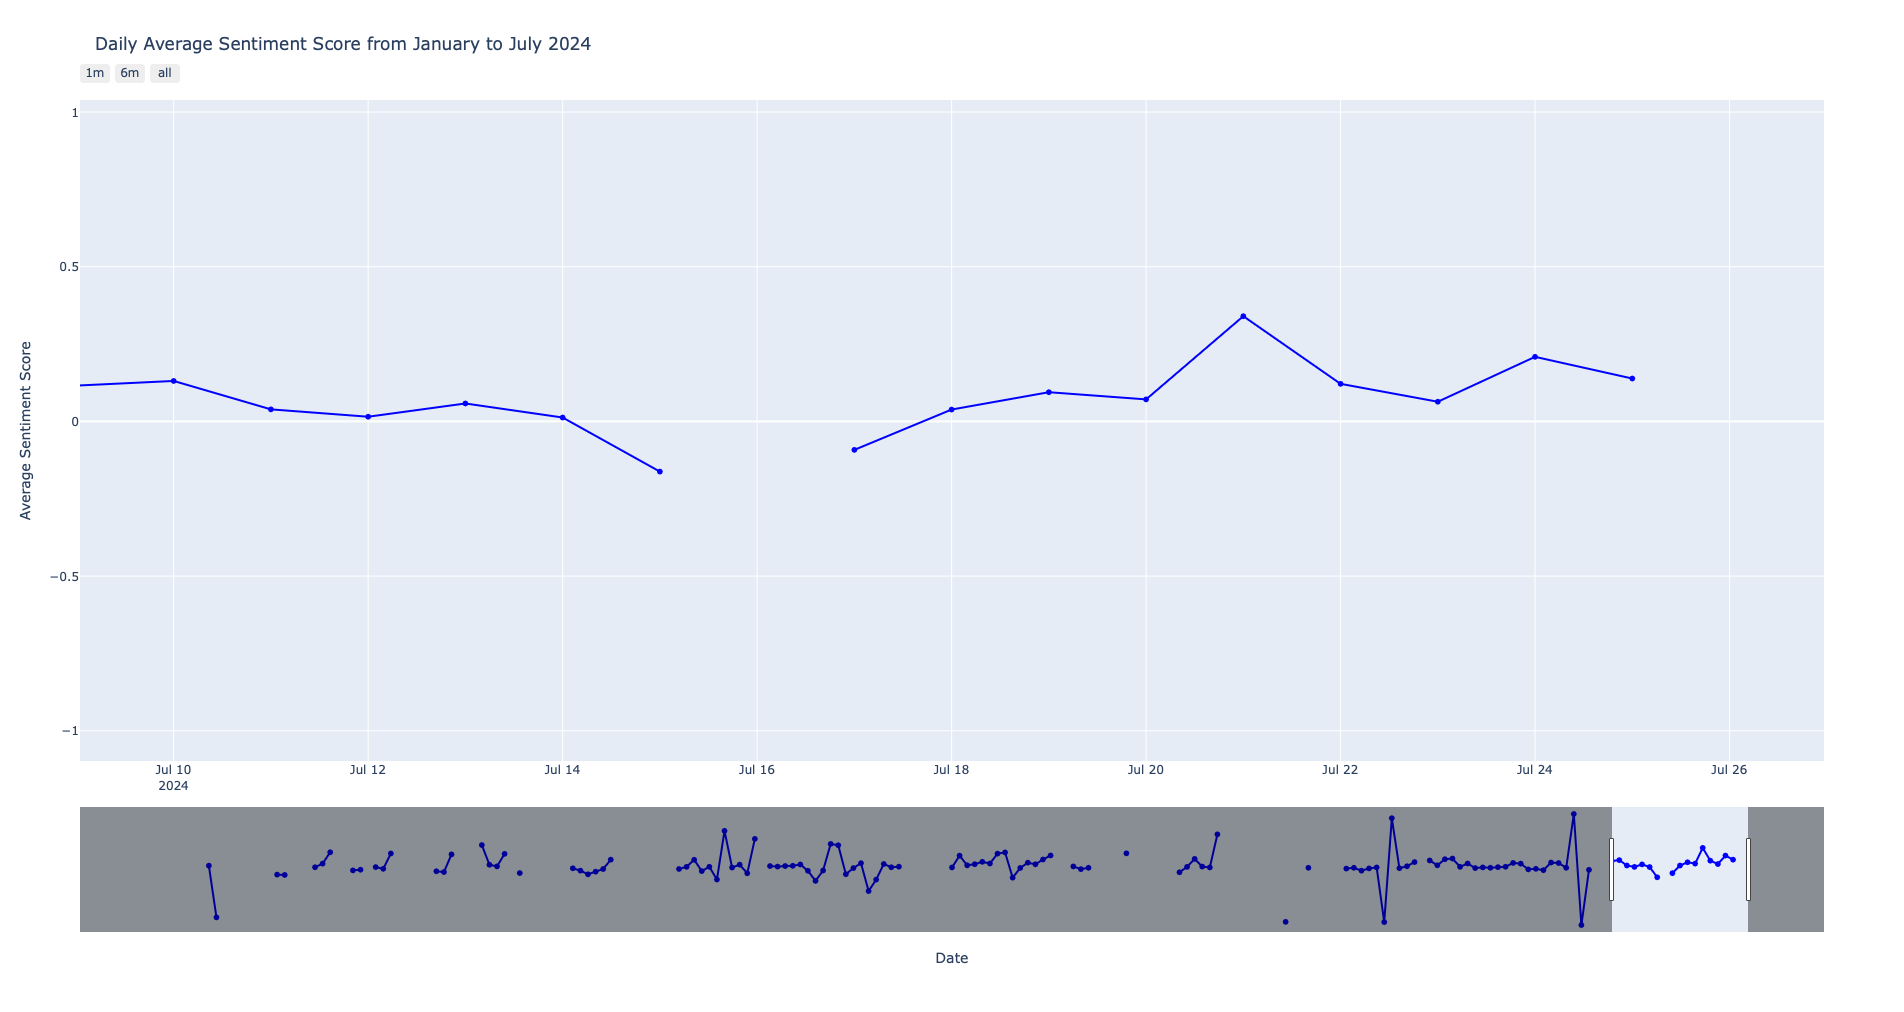 Daily Average Sentiment Score from January to July 2024
1m 6m all
1
0.5
0
−0.5
−1
Average Sentiment Score
Jul 10 Jul 12 Jul 14 Jul 16 Jul 18 Jul 20 Jul 22 Jul 24 Jul 26
2024
Date